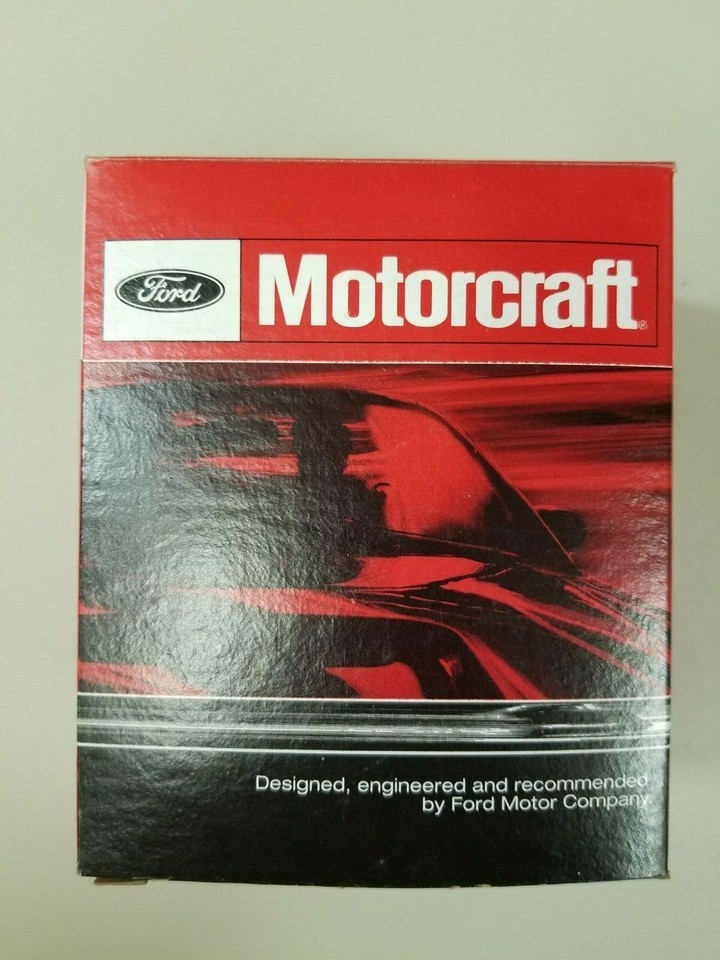 Ford
Motorcraft®
Designed, engineered and recommended
by Ford Motor Company